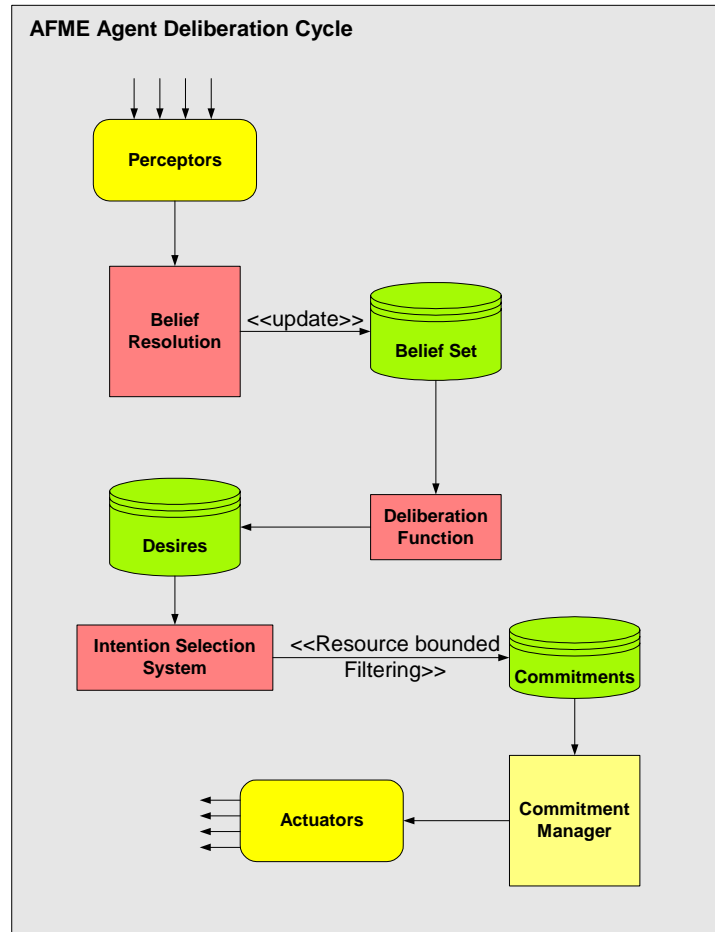 AFME Agent Deliberation Cycle
Perceptors
Belief
Resolution
<<update>>
Belief Set
Desires
Deliberation
Function
Intention Selection
System
<<Resource bounded
Filtering>>
Commitments
Actuators
Commitment
Manager